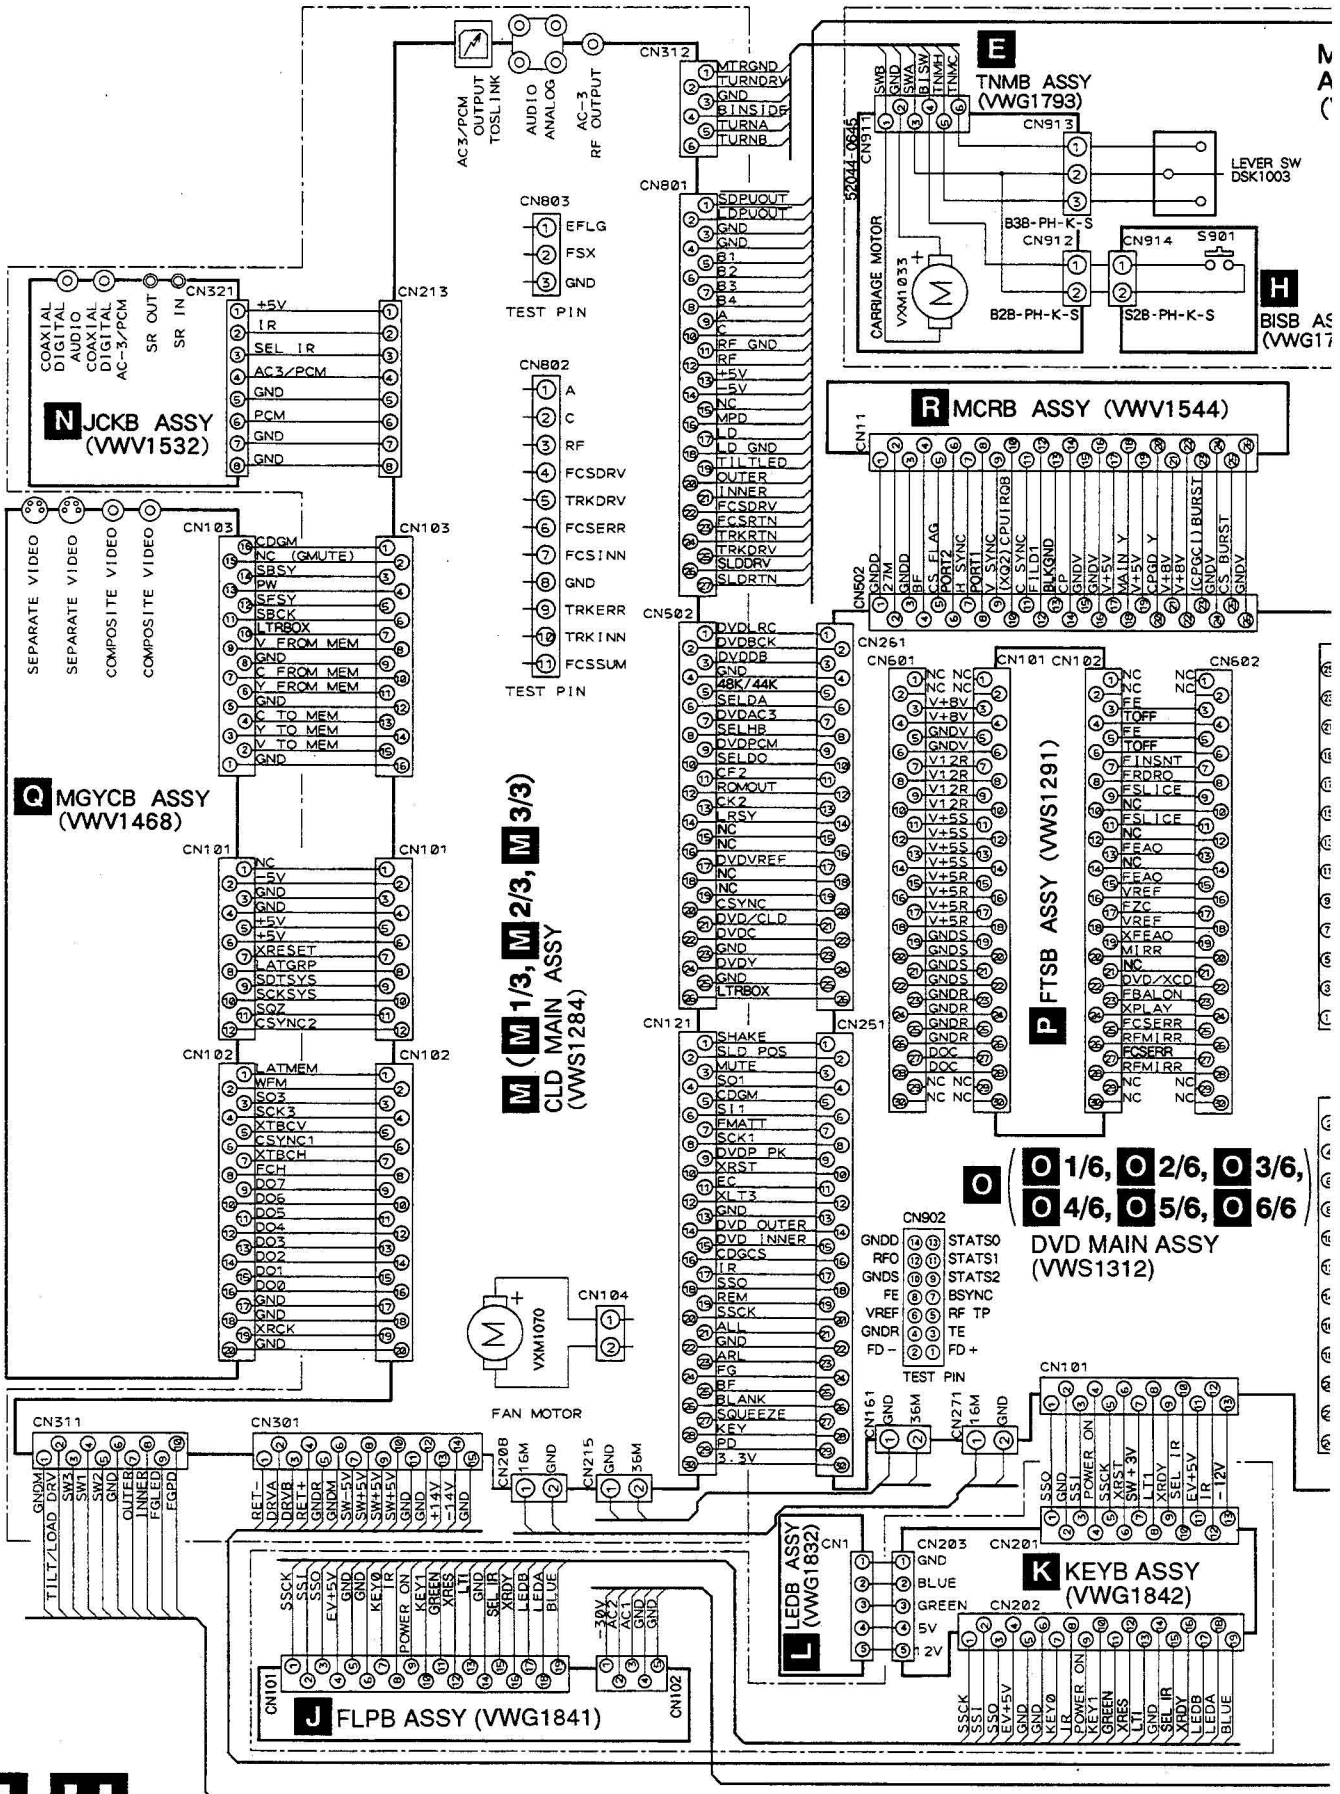 AC3/PCM
OUTPUT
TOSLINK
AUDIO
ANALOG
AC-3
RF OUTPUT
CN312
MTRGND
TURNDRV
GND
BINSIDE
TURNA
TURNB
SWB
GND
SWA
BISW
TNMH
TNMC
E
TNMB ASSY
(VWG1793)
CN911
52044-0645
CN913
LEVER SW
DSK1003
B3B-PH-K-S
CN912
CN914
S901
CARRIAGE MOTOR
VXM1033
M
B2B-PH-K-S
S2B-PH-K-S
H
CN801
SDPUOUT
LDPUOUT
GND
GND
B1
B2
B3
B4
A
C
RF GND
RF
+5V
-5V
NC
MPD
LD
LD GND
TILTLED
OUTER
INNER
FCSDRV
FCSRTN
TRKRTN
TRKDRV
SLDDRV
SLDRTN
CN803
EFLG
FSX
GND
TEST PIN
CN802
A
C
RF
FCSDRV
TRKDRV
FCSERR
FCSINN
GND
TRKERR
TRKINN
FCSSUM
TEST PIN
COAXIAL
DIGITAL
AUDIO
COAXIAL
DIGITAL
AC-3/PCM
SR OUT
SR IN
CN321
CN213
+5V
IR
SEL IR
AC3/PCM
GND
PCM
GND
GND
N JCKB ASSY
(VWV1532)
SEPARATE VIDEO
SEPARATE VIDEO
COMPOSITE VIDEO
COMPOSITE VIDEO
CN103
CN103
CDGM
NC (GMUTE)
SBSY
PW
SFSY
SBCK
LTRBOX
V FROM MEM
GND
C FROM MEM
Y FROM MEM
GND
C TO MEM
Y TO MEM
V TO MEM
GND
Q MGYCB ASSY
(VWV1468)
CN101
CN101
NC
-5V
GND
GND
+5V
+5V
XRESET
LATGRP
SDTSYS
SCKSYS
SQZ
CSYNC2
CN102
CN102
LATMEM
WFM
SO3
SCK3
XTBCV
CSYNC1
XTBCH
FCH
DO7
DO6
DO5
DO4
DO3
DO2
DO1
DO0
GND
GND
XRCK
GND
M ( M 1/3, M 2/3, M 3/3)
CLD MAIN ASSY
(VWS1284)
R MCRB ASSY (VWV1544)
CN11
CN502
GNDD
27M
GNDD
BF
CS FLAG
PORT2
H SYNC
PORT1
V SYNC
(XQ2)CPUIRQB
C SYNC
FILD1
BLKGND
CP
GNDV
GNDV
V+5V
MAIN Y
V+5V
CPGD Y
V+8V
V+8V
(CPGC1)BURST
GNDV
CS BURST
GNDV
CN502
CN261
DVDLRC
DVDBCK
DVDDB
GND
48K/44K
SELDA
DVDAC3
SELHB
DVDPCM
SELDO
CF2
ROMOUT
CK2
LRSY
NC
NC
DVDVREF
NC
NC
CSYNC
DVD/CLD
DVDC
GND
DVDY
GND
LTRBOX
CN121
CN251
SHAKE
SLD POS
MUTE
SO1
CDGM
SI1
FMATT
SCK1
DVDP PK
XRST
EC
XLT3
GND
DVD OUTER
DVD INNER
CDGCS
IR
SSO
REM
SSCK
ALL
GND
ARL
FG
BF
BLANK
SQUEEZE
KEY
PD
3.3V
CN601
CN101
NC NC
NC NC
V+8V
V+8V
GNDV
GNDV
V12R
V12R
V12R
V12R
V+5S
V+5S
V+5S
V+5S
V+5R
V+5R
V+5R
V+5R
GNDS
GNDS
GNDS
GNDS
GNDR
GNDR
GNDR
GNDR
DOC
DOC
NC NC
NC NC
P FTSB ASSY (VWS1291)
CN102
CN602
NC NC
NC NC
FE
TOFF
FE
TOFF
FINSNT
FRDRO
FSLICE
NC
FSLICE
NC
FEAO
NC
FEAO
VREF
FZC
VREF
XFEAO
MIRR
NC
DVD/XCD
FBALON
XPLAY
FCSERR
RFMIRR
FCSERR
RFMIRR
NC NC
NC NC
O ( O 1/6, O 2/6, O 3/6,
O 4/6, O 5/6, O 6/6 )
DVD MAIN ASSY
(VWS1312)
CN902
GNDD 14 13 STATS0
RFO 12 11 STATS1
GNDS 10 9 STATS2
FE 8 7 BSYNC
VREF 6 5 RF TP
GNDR 4 3 TE
FD- 2 1 FD+
TEST PIN
M
VXM1070
CN104
FAN MOTOR
CN311
GNDM
TILT/LOAD DRV
SW3
SW1
SW2
GND
OUTER
INNER
FGLED
FGPD
CN301
RET-
DRVA
DRVB
RET+
GNDR
GNDM
SW-5V
SW+5V
SW+5V
GND
GND
+14V
-14V
GND
CN208
16M
GND
CN215
GND
36M
CN161
GND
36M
CN271
16M
GND
CN101
SSO
GND
SSI
POWER ON
SSCK
XRST
SW+3V
LT1
XRDY
SEL IR
EV+5V
IR
-12V
CN201
K KEYB ASSY
(VWG1842)
L LEDB ASSY
(VWG1832)
CN1
CN203
GND
BLUE
GREEN
5V
12V
CN202
SSCK
SSI
SSO
EV+5V
GND
GND
KEY0
IR
POWER ON
KEY1
GREEN
XRES
LTI
GND
SEL IR
XRDY
LEDB
LEDA
BLUE
SSCK
SSI
SSO
EV+5V
GND
GND
KEY0
IR
POWER ON
KEY1
GREEN
XRES
LTI
GND
SEL IR
XRDY
LEDB
LEDA
BLUE
-30V
AC2
AC1
GND
GND
CN101
CN102
J FLPB ASSY (VWG1841)